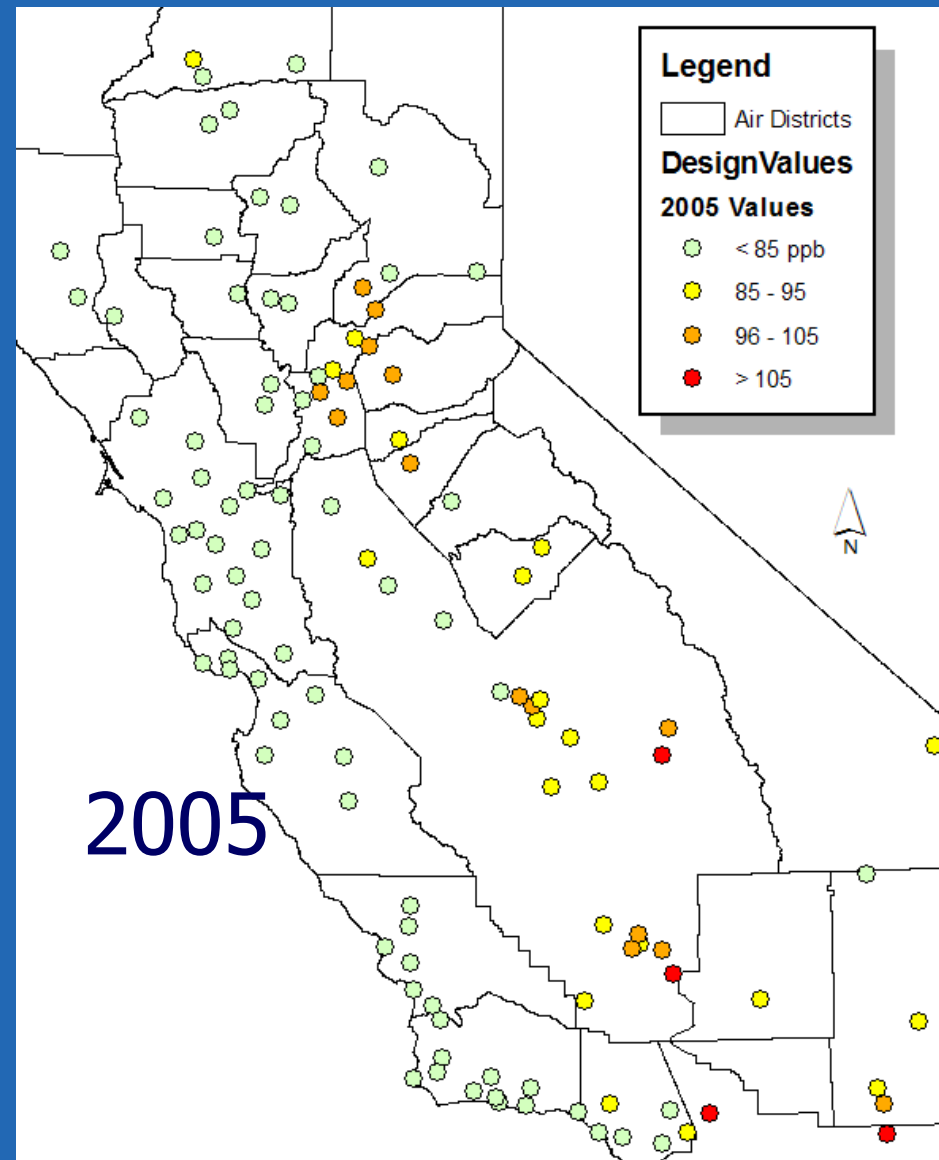 Legend
Air Districts
DesignValues
2005 Values
< 85 ppb
85 - 95
96 - 105
> 105
N
2005